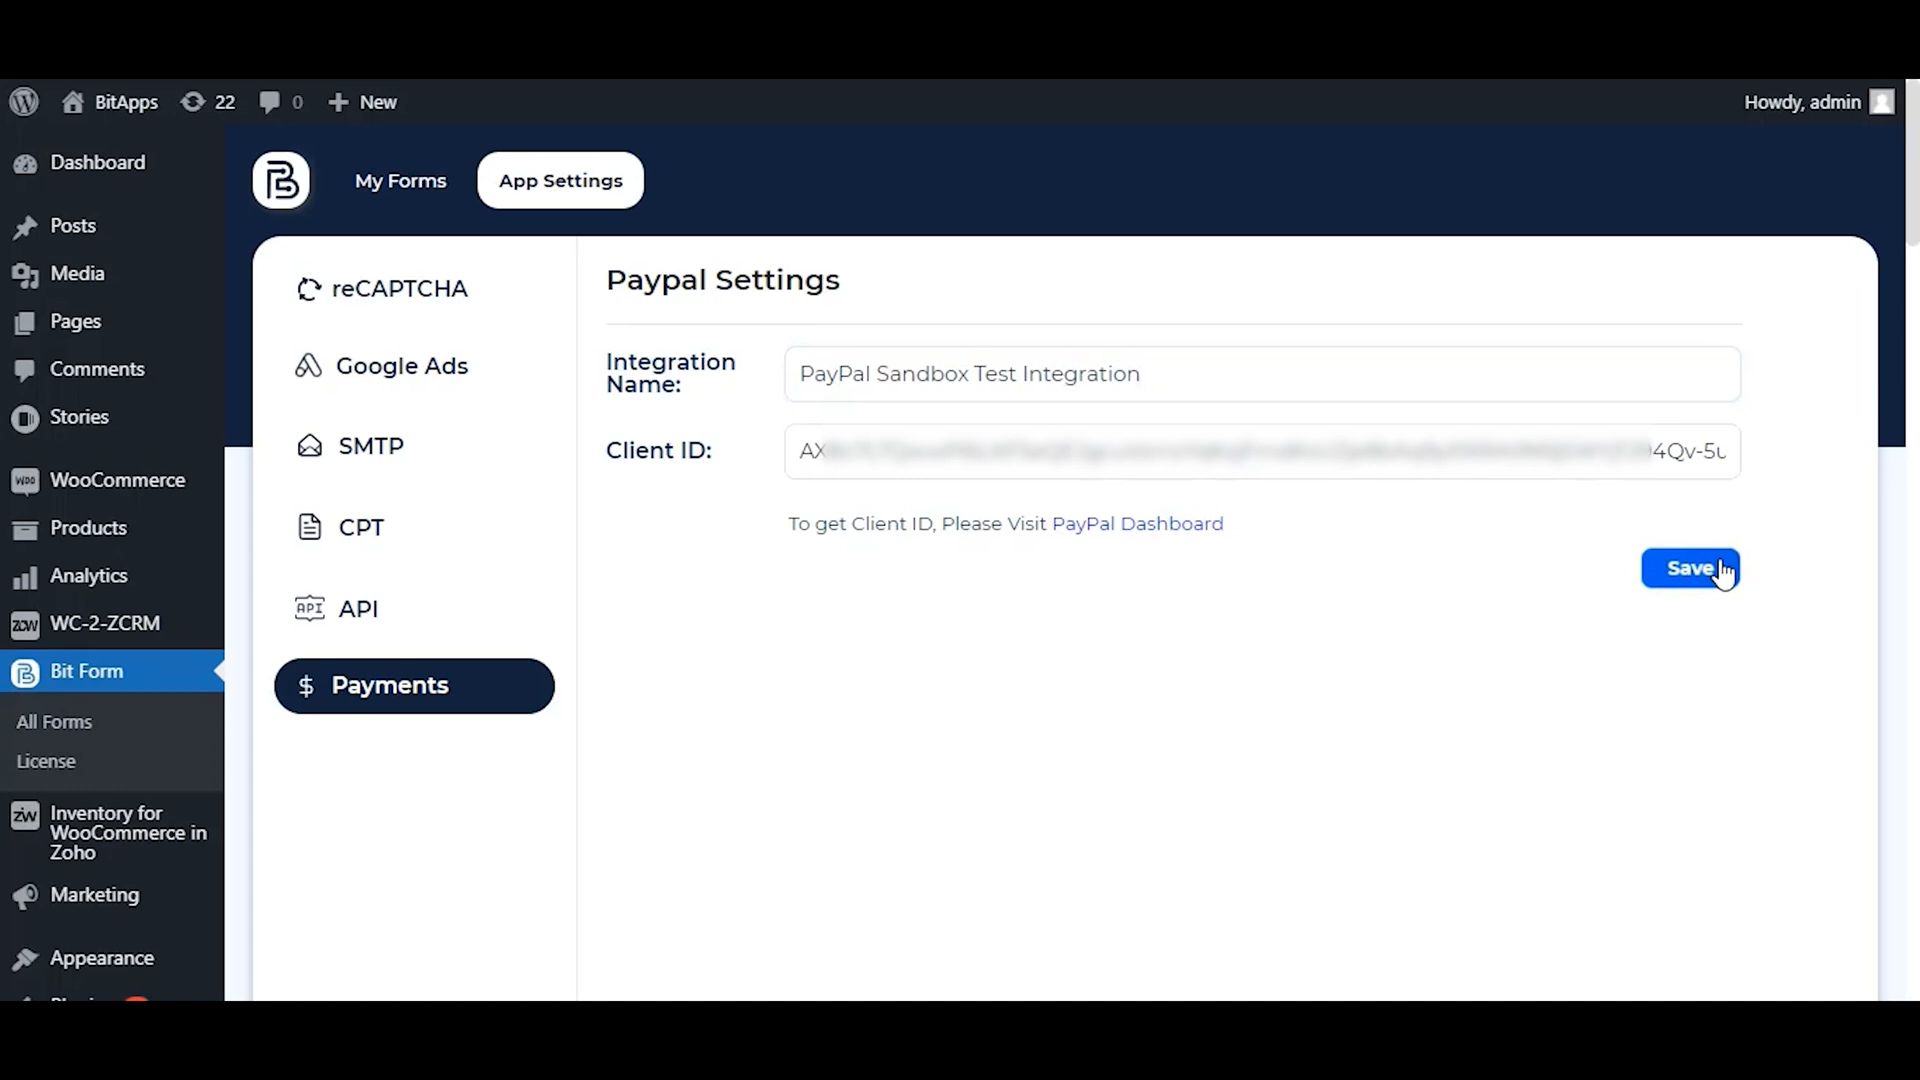 BitApps 22 0 New Howdy, admin
Dashboard
Posts
Media
Pages
Comments
Stories
WooCommerce
Products
Analytics
WC-2-ZCRM
Bit Form
All Forms
License
Inventory for
WooCommerce in
Zoho
Marketing
Appearance
My Forms App Settings
reCAPTCHA
Google Ads
SMTP
CPT
API
Payments
Paypal Settings
Integration
Name:
PayPal Sandbox Test Integration
Client ID:
AX 4Qv-5u
To get Client ID, Please Visit PayPal Dashboard
Save